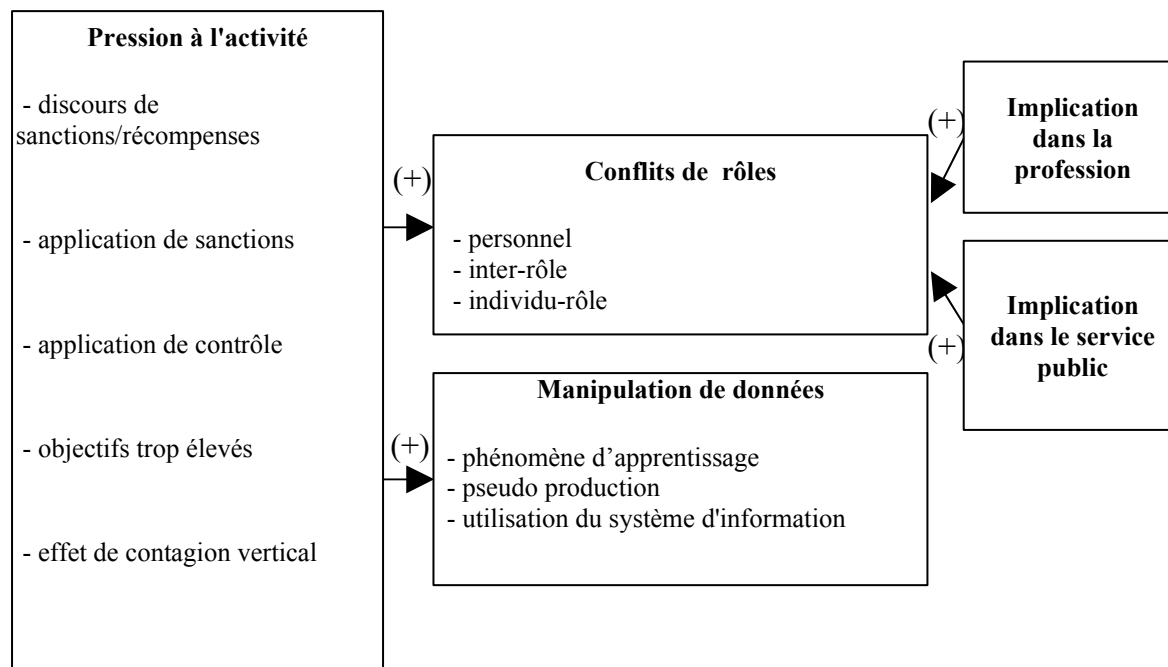 Pression à l'activité
- discours de
sanctions/récompenses
- application de sanctions
- application de contrôle
- objectifs trop élevés
- effet de contagion vertical
(+)
(+)
Conflits de rôles
- personnel
- inter-rôle
- individu-rôle
Manipulation de données
- phénomène d’apprentissage
- pseudo production
- utilisation du système d'information
(+)
(+)
Implication
dans la
profession
Implication
dans le service
public